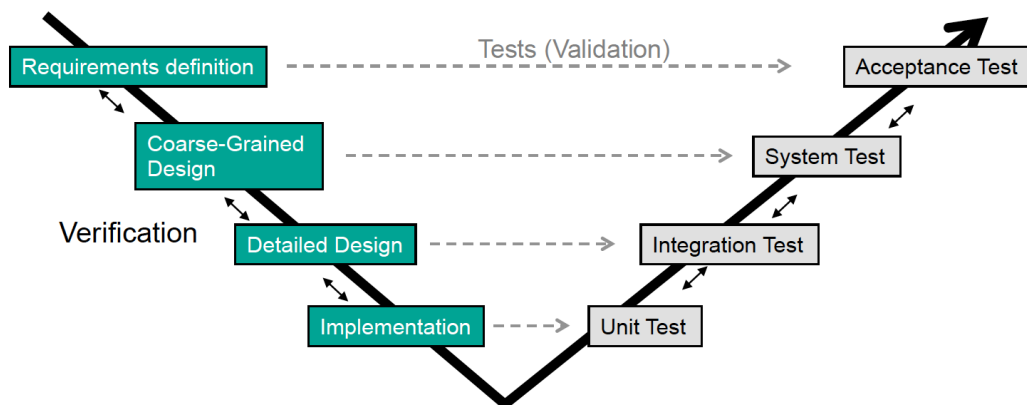 Tests (Validation)
Requirements definition
Acceptance Test
Coarse-Grained
Design
System Test
Verification
Detailed Design
Integration Test
Implementation
Unit Test